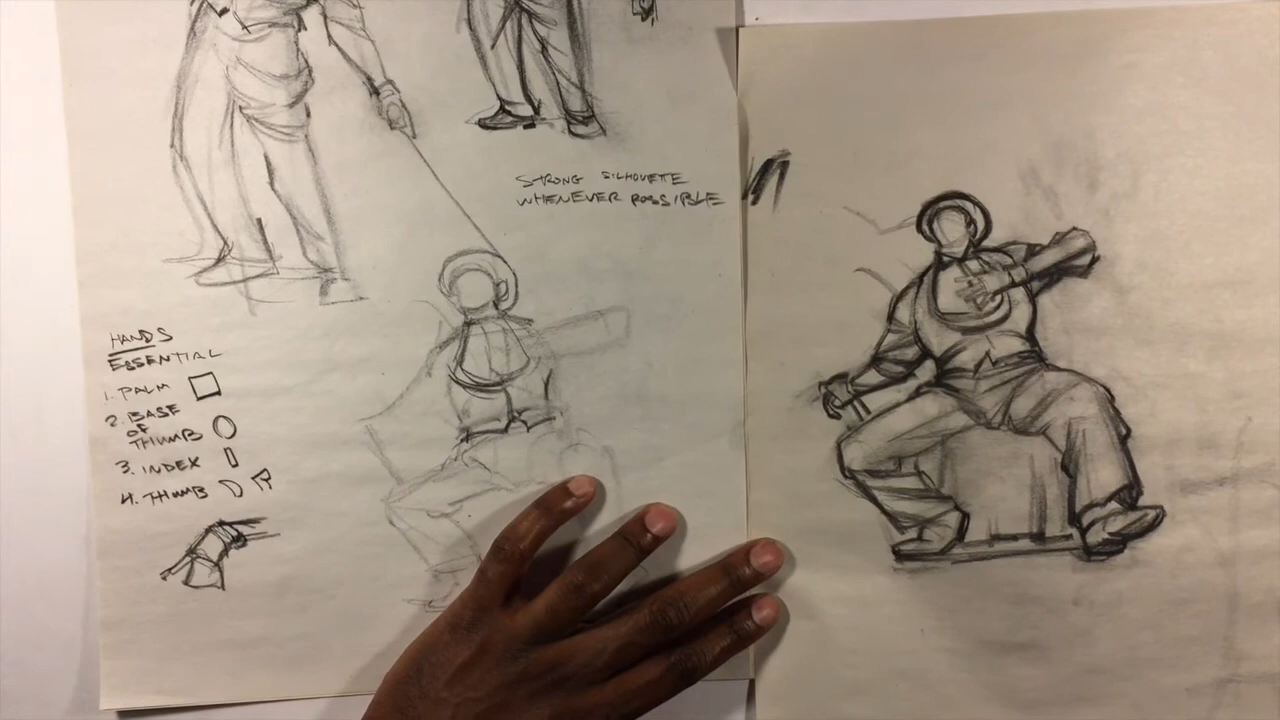 STRONG SILHOUETTE
WHENEVER POSSIBLE
HANDS
ESSENTIAL
1. PALM
2. BASE
OF
THUMB
3. INDEX
4. THUMB